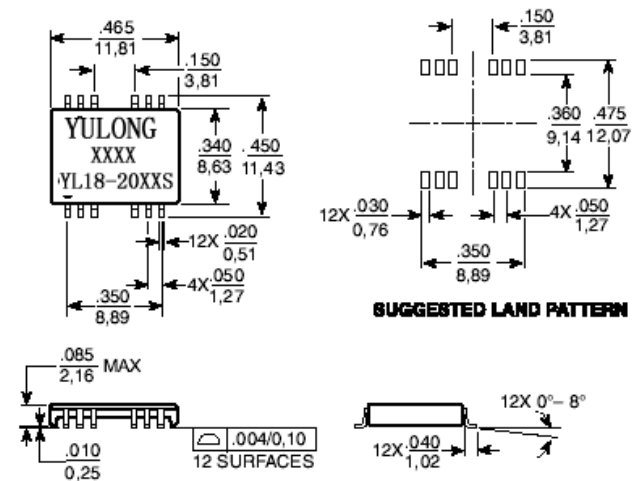 .465
11,81
.150
3,81
YULONG
XXXX
YL18-20XXS
.340
8,63
.450
11,43
12X .020
0,51
4X .050
1,27
.350
8,89
.150
3,81
.360
9,14
.475
12,07
12X .030
0,76
4X .050
1,27
.350
8,89
SUGGESTED LAND PATTERN
.085
2,16
MAX
.010
0,25
.004/0,10
12 SURFACES
12X 0°– 8°
12X .040
1,02